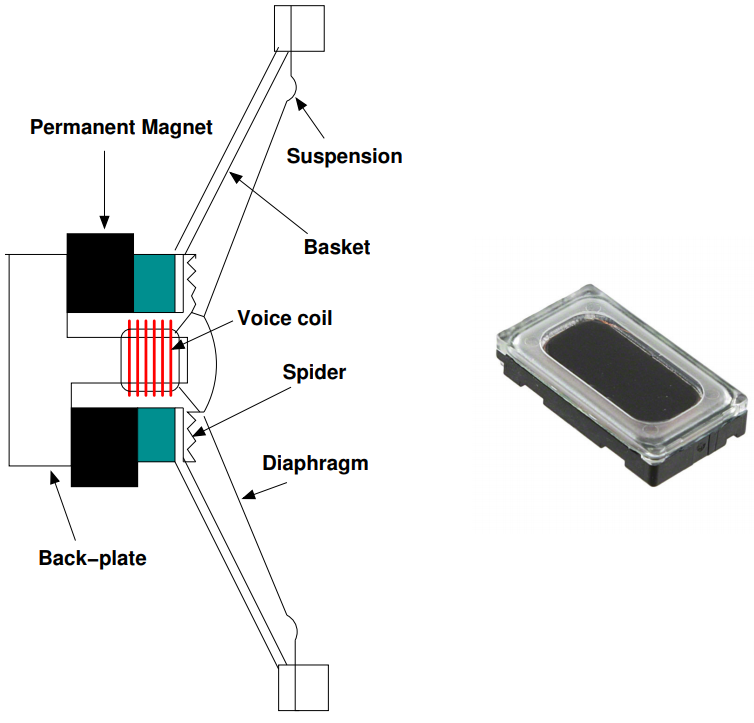 Permanent Magnet
Suspension
Basket
Voice coil
Spider
Diaphragm
Back–plate